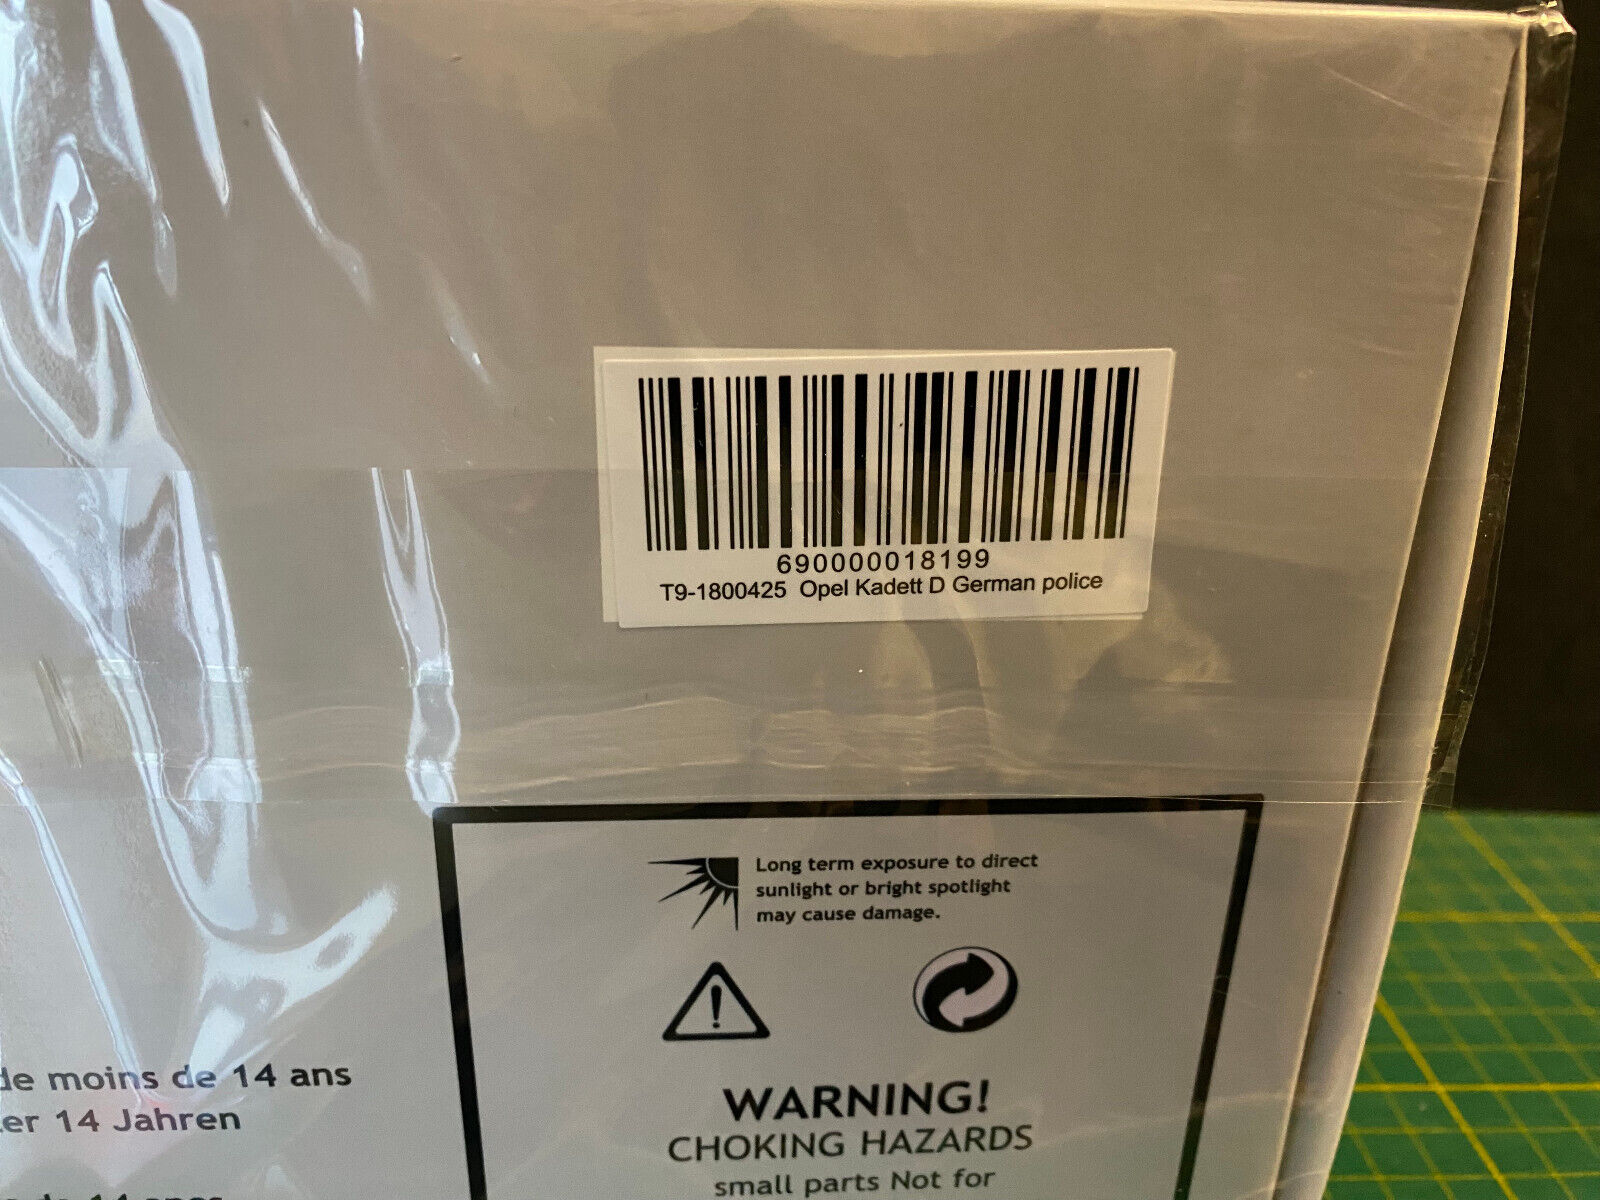 690000018199
T9-1800425 Opel Kadett D German police
Long term exposure to direct
sunlight or bright spotlight
may cause damage.
de moins de 14 ans
14 Jahren
WARNING!
CHOKING HAZARDS
small parts Not for